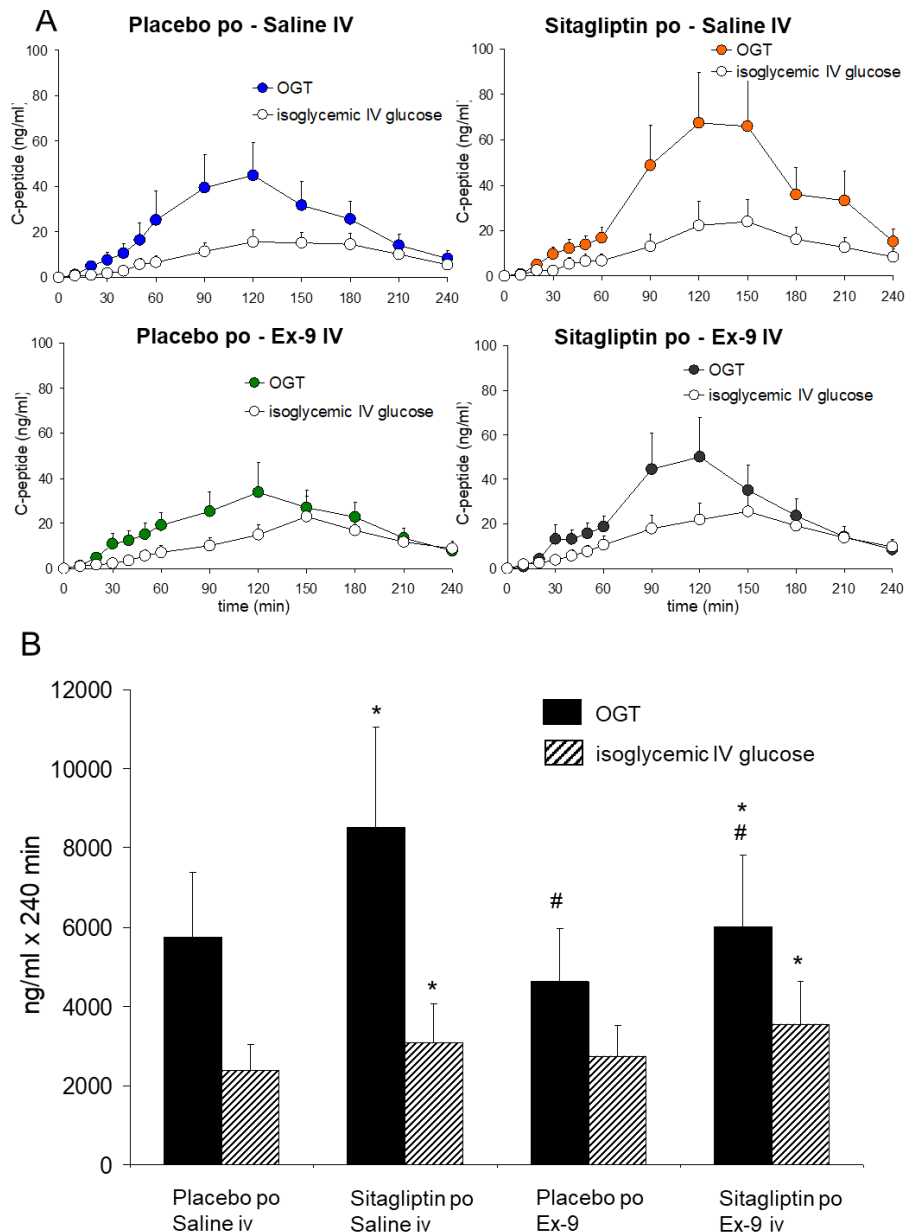 A
Placebo po - Saline IV
C-peptide (ng/ml)
100
80
60
40
20
0
OGT
isoglycemic IV glucose
0 30 60 90 120 150 180 210 240
Sitagliptin po - Saline IV
C-peptide (ng/ml)
100
80
60
40
20
0
OGT
isoglycemic IV glucose
0 30 60 90 120 150 180 210 240
Placebo po - Ex-9 IV
C-peptide (ng/ml)
100
80
60
40
20
0
OGT
isoglycemic IV glucose
0 30 60 90 120 150 180 210 240
time (min)
Sitagliptin po - Ex-9 IV
C-peptide (ng/ml)
100
80
60
40
20
0
OGT
isoglycemic IV glucose
0 30 60 90 120 150 180 210 240
time (min)
B
ng/ml x 240 min
12000
10000
8000
6000
4000
2000
0
OGT
isoglycemic IV glucose
*
*
#
*
#
*
Placebo po
Saline iv
Sitagliptin po
Saline iv
Placebo po
Ex-9
Sitagliptin po
Ex-9 iv